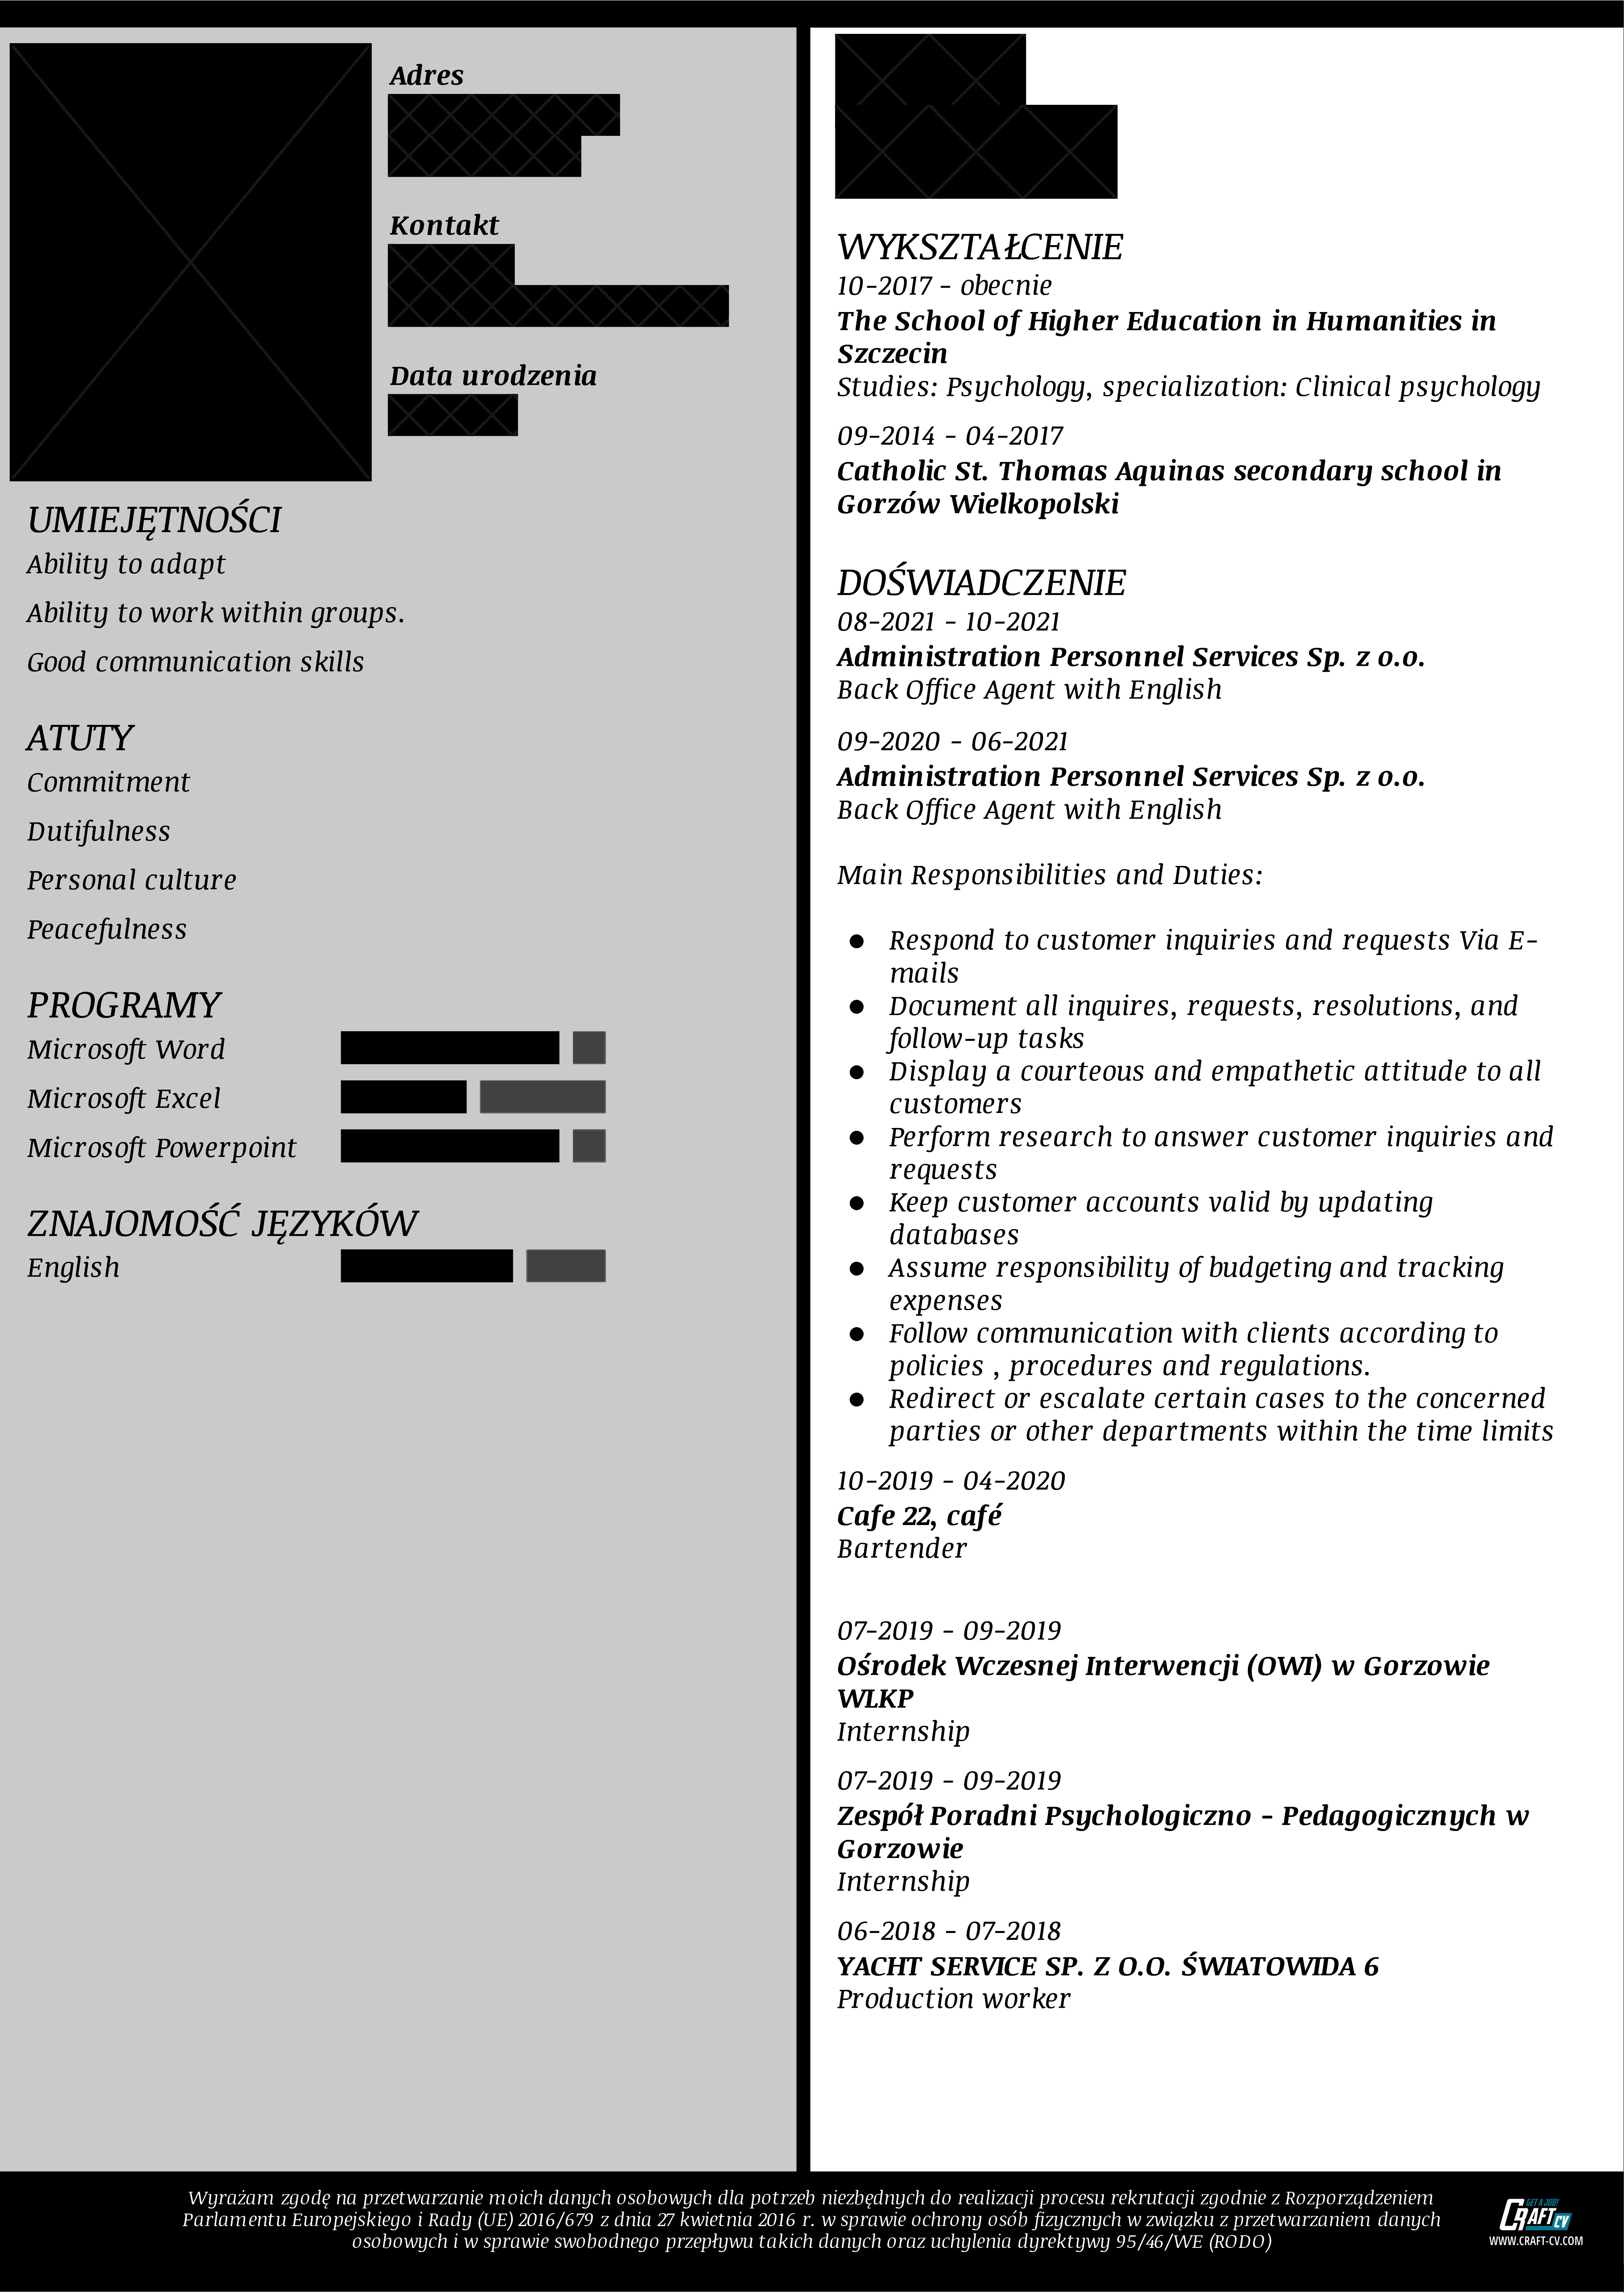 Adres
Kontakt
Data urodzenia
UMIEJĘTNOŚCI
Ability to adapt
Ability to work within groups.
Good communication skills
ATUTY
Commitment
Dutifulness
Personal culture
Peacefulness
PROGRAMY
Microsoft Word
Microsoft Excel
Microsoft Powerpoint
ZNAJOMOŚĆ JĘZYKÓW
English
WYKSZTAŁCENIE
10-2017 - obecnie
The School of Higher Education in Humanities in
Szczecin
Studies: Psychology, specialization: Clinical psychology
09-2014 - 04-2017
Catholic St. Thomas Aquinas secondary school in
Gorzów Wielkopolski
DOŚWIADCZENIE
08-2021 - 10-2021
Administration Personnel Services Sp. z o.o.
Back Office Agent with English
09-2020 - 06-2021
Administration Personnel Services Sp. z o.o.
Back Office Agent with English
Main Responsibilities and Duties:
● Respond to customer inquiries and requests Via E-
mails
● Document all inquires, requests, resolutions, and
follow-up tasks
● Display a courteous and empathetic attitude to all
customers
● Perform research to answer customer inquiries and
requests
● Keep customer accounts valid by updating
databases
● Assume responsibility of budgeting and tracking
expenses
● Follow communication with clients according to
policies , procedures and regulations.
● Redirect or escalate certain cases to the concerned
parties or other departments within the time limits
10-2019 - 04-2020
Cafe 22, café
Bartender
07-2019 - 09-2019
Ośrodek Wczesnej Interwencji (OWI) w Gorzowie
WLKP
Internship
07-2019 - 09-2019
Zespół Poradni Psychologiczno - Pedagogicznych w
Gorzowie
Internship
06-2018 - 07-2018
YACHT SERVICE SP. Z O.O. ŚWIATOWIDA 6
Production worker
Wyrażam zgodę na przetwarzanie moich danych osobowych dla potrzeb niezbędnych do realizacji procesu rekrutacji zgodnie z Rozporządzeniem
Parlamentu Europejskiego i Rady (UE) 2016/679 z dnia 27 kwietnia 2016 r. w sprawie ochrony osób fizycznych w związku z przetwarzaniem danych
osobowych i w sprawie swobodnego przepływu takich danych oraz uchylenia dyrektywy 95/46/WE (RODO)
GET A JOB!
CRAFT CV
WWW.CRAFT-CV.COM